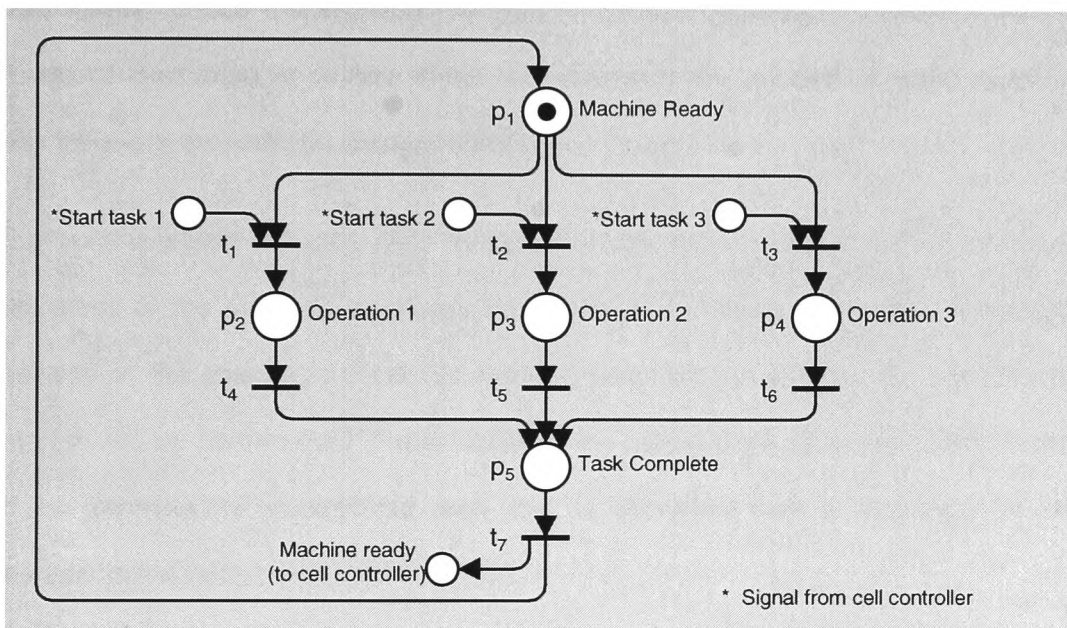 p1 Machine Ready
*Start task 1
*Start task 2
*Start task 3
t1
t2
t3
p2 Operation 1
p3 Operation 2
p4 Operation 3
t4
t5
t6
p5 Task Complete
t7
Machine ready
(to cell controller)
* Signal from cell controller